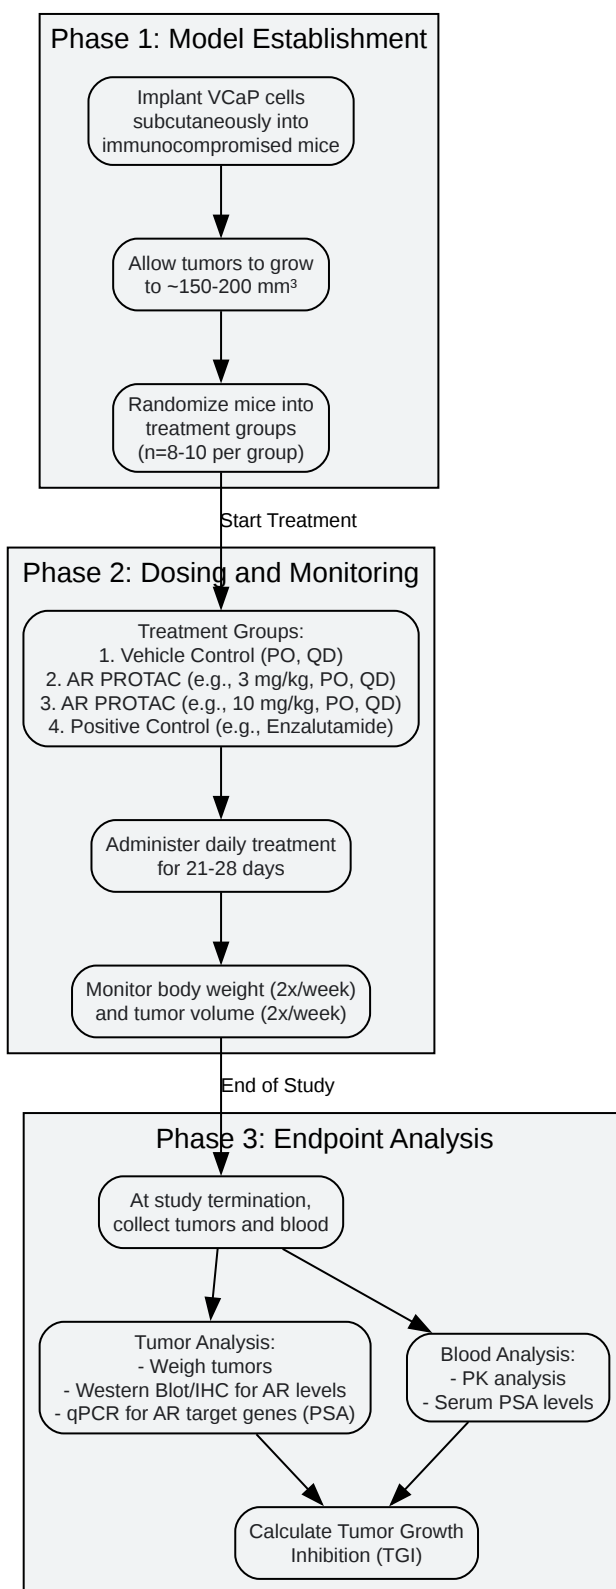 Phase 1: Model Establishment
Implant VCaP cells
subcutaneously into
immunocompromised mice
Allow tumors to grow
to ~150-200 mm³
Randomize mice into
treatment groups
(n=8-10 per group)
Start Treatment
Phase 2: Dosing and Monitoring
Treatment Groups:
1. Vehicle Control (PO, QD)
2. AR PROTAC (e.g., 3 mg/kg, PO, QD)
3. AR PROTAC (e.g., 10 mg/kg, PO, QD)
4. Positive Control (e.g., Enzalutamide)
Administer daily treatment
for 21-28 days
Monitor body weight (2x/week)
and tumor volume (2x/week)
End of Study
Phase 3: Endpoint Analysis
At study termination,
collect tumors and blood
Tumor Analysis:
- Weigh tumors
- Western Blot/IHC for AR levels
- qPCR for AR target genes (PSA)
Blood Analysis:
- PK analysis
- Serum PSA levels
Calculate Tumor Growth
Inhibition (TGI)